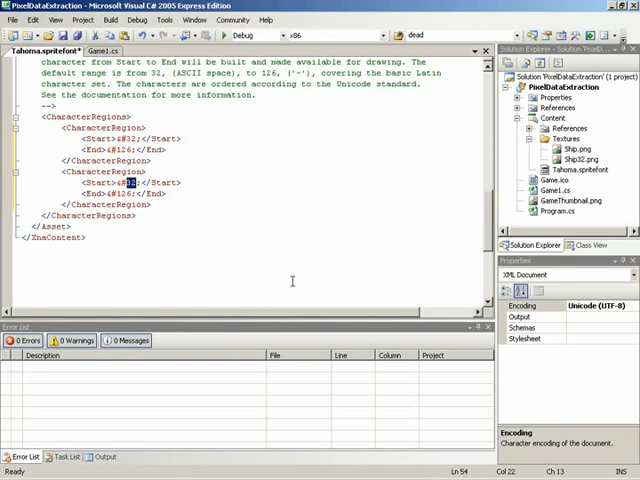 PixelDataExtraction - Microsoft Visual C# 2005 Express Edition
File Edit View Project Build Debug Tools Window Community Help
Debug x86 dead
Tahoma.spritefont* Game1.cs
character from Start to End will be built and made available for drawing. The
default range is from 32, (ASCII space), to 126, ('~'), covering the basic Latin
character set. The characters are ordered according to the Unicode standard.
See the documentation for more information.
-->
<CharacterRegions>
<CharacterRegion>
<Start>&#32;</Start>
<End>&#126;</End>
</CharacterRegion>
<CharacterRegion>
<Start>&#32;</Start>
<End>&#126;</End>
</CharacterRegion>
</CharacterRegions>
</Asset>
</XnaContent>
Solution Explorer - Solution 'PixelD...
Solution 'PixelDataExtraction' (1 project)
PixelDataExtraction
Properties
References
Content
References
Textures
Ship.png
Ship32.png
Tahoma.spritefont
Game.ico
Game1.cs
GameThumbnail.png
Program.cs
Solution Explorer Class View
Properties
XML Document
Encoding Unicode (UTF-8)
Output
Schemas
Stylesheet
Encoding
Character encoding of the document.
Error List
0 Errors 0 Warnings 0 Messages
Description File Line Column Project
Error List Task List Output
Ready Ln 54 Col 22 Ch 13 INS